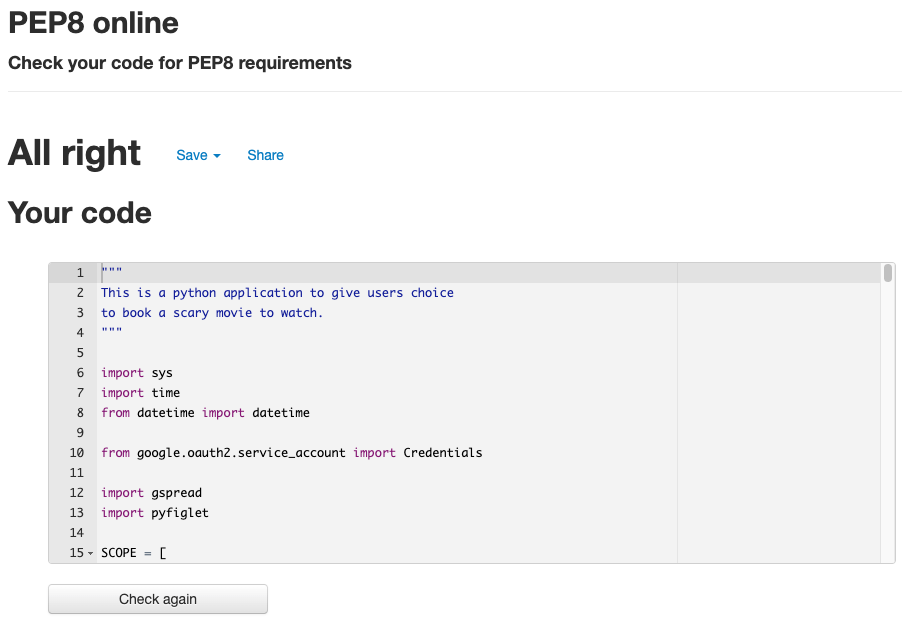 PEP8 online
Check your code for PEP8 requirements
All right Save Share
Your code
1 """
2 This is a python application to give users choice
3 to book a scary movie to watch.
4 """
5
6 import sys
7 import time
8 from datetime import datetime
9
10 from google.oauth2.service_account import Credentials
11
12 import gspread
13 import pyfiglet
14
15 SCOPE = [
Check again